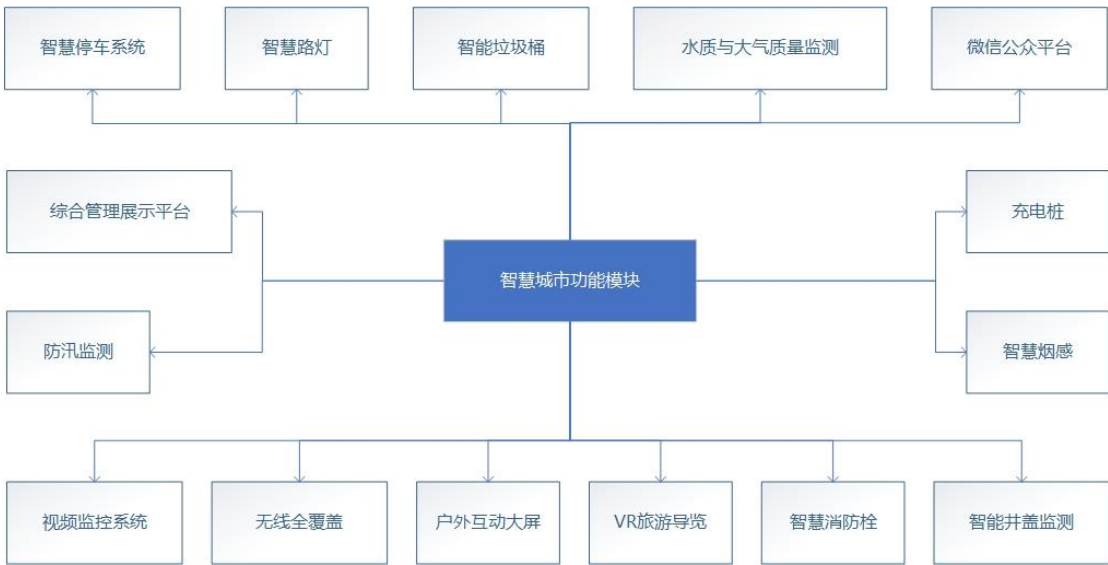 智慧停车系统
智慧路灯
智能垃圾桶
水质与大气质量监测
微信公众平台
综合管理展示平台
充电桩
智慧城市功能模块
防汛监测
智慧烟感
视频监控系统
无线全覆盖
户外互动大屏
VR旅游导览
智慧消防栓
智能井盖监测